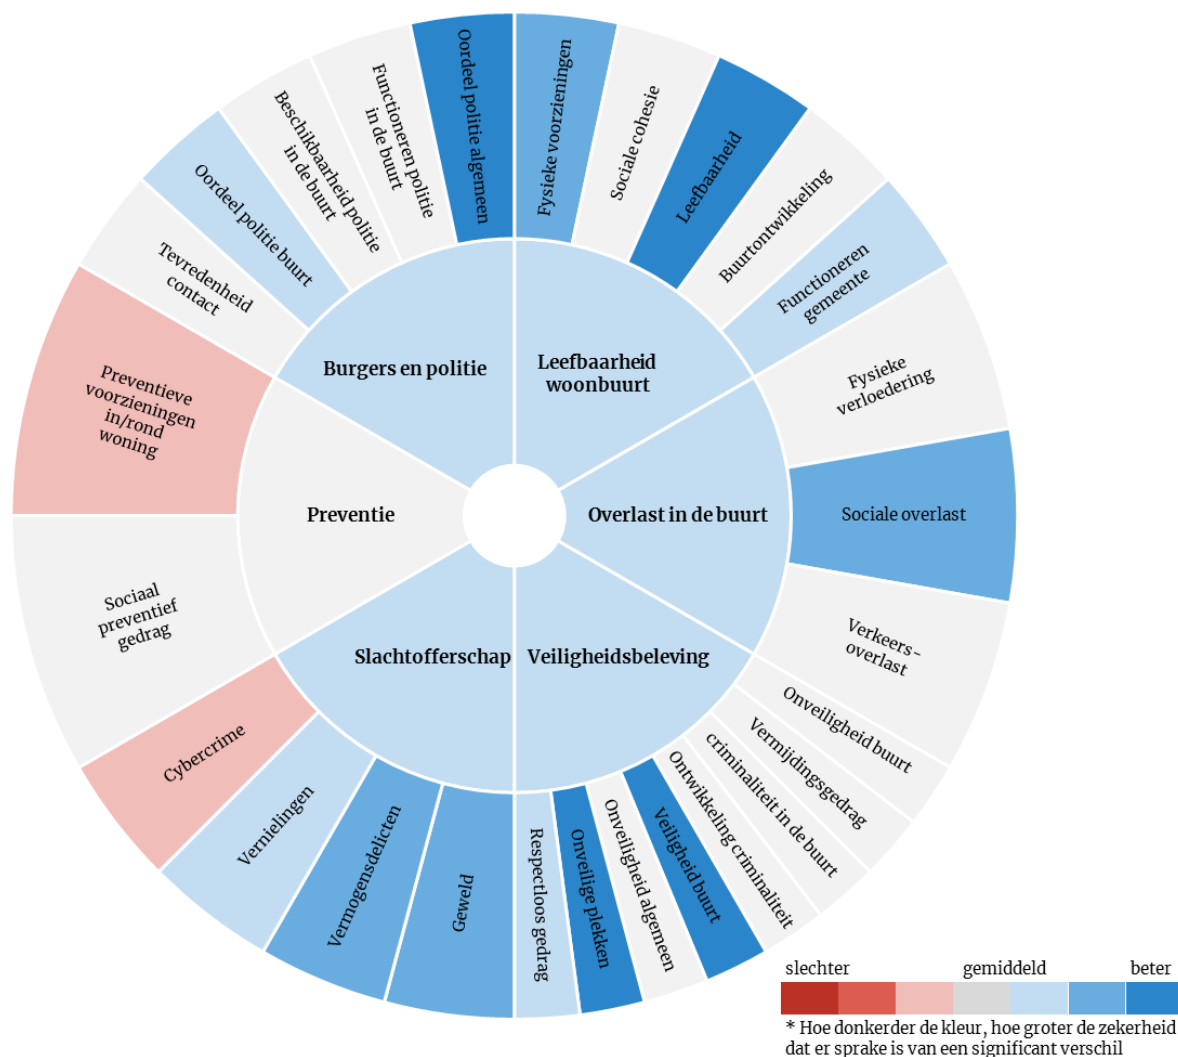 Oordeel politie algemeen
Fysieke voorzieningen
Sociale cohesie
Leefbaarheid
Buurtontwikkeling
Functioneren
gemeente
Fysieke
verloedering
Sociale overlast
Verkeers-
overlast
Onveiligheid buurt
Vermijdingsgedrag
criminaliteit in de buurt
Ontwikkeling criminaliteit
Veiligheid buurt
Onveiligheid algemeen
Onveilige plekken
Respectloos gedrag
Geweld
Vermogensdelicten
Vernielingen
Cybercrime
Sociaal
preventief
gedrag
Preventieve
voorzieningen
in/rond
woning
Tevredenheid
contact
Oordeel politie buurt
Beschikbaarheid politie
in de buurt
Functioneren politie
in de buurt
Burgers en politie
Leefbaarheid
woonbuurt
Preventie
Overlast in de buurt
Slachtofferschap
Veiligheidsbeleving
slechter
gemiddeld
beter
* Hoe donkerder de kleur, hoe groter de zekerheid
dat er sprake is van een significant verschil